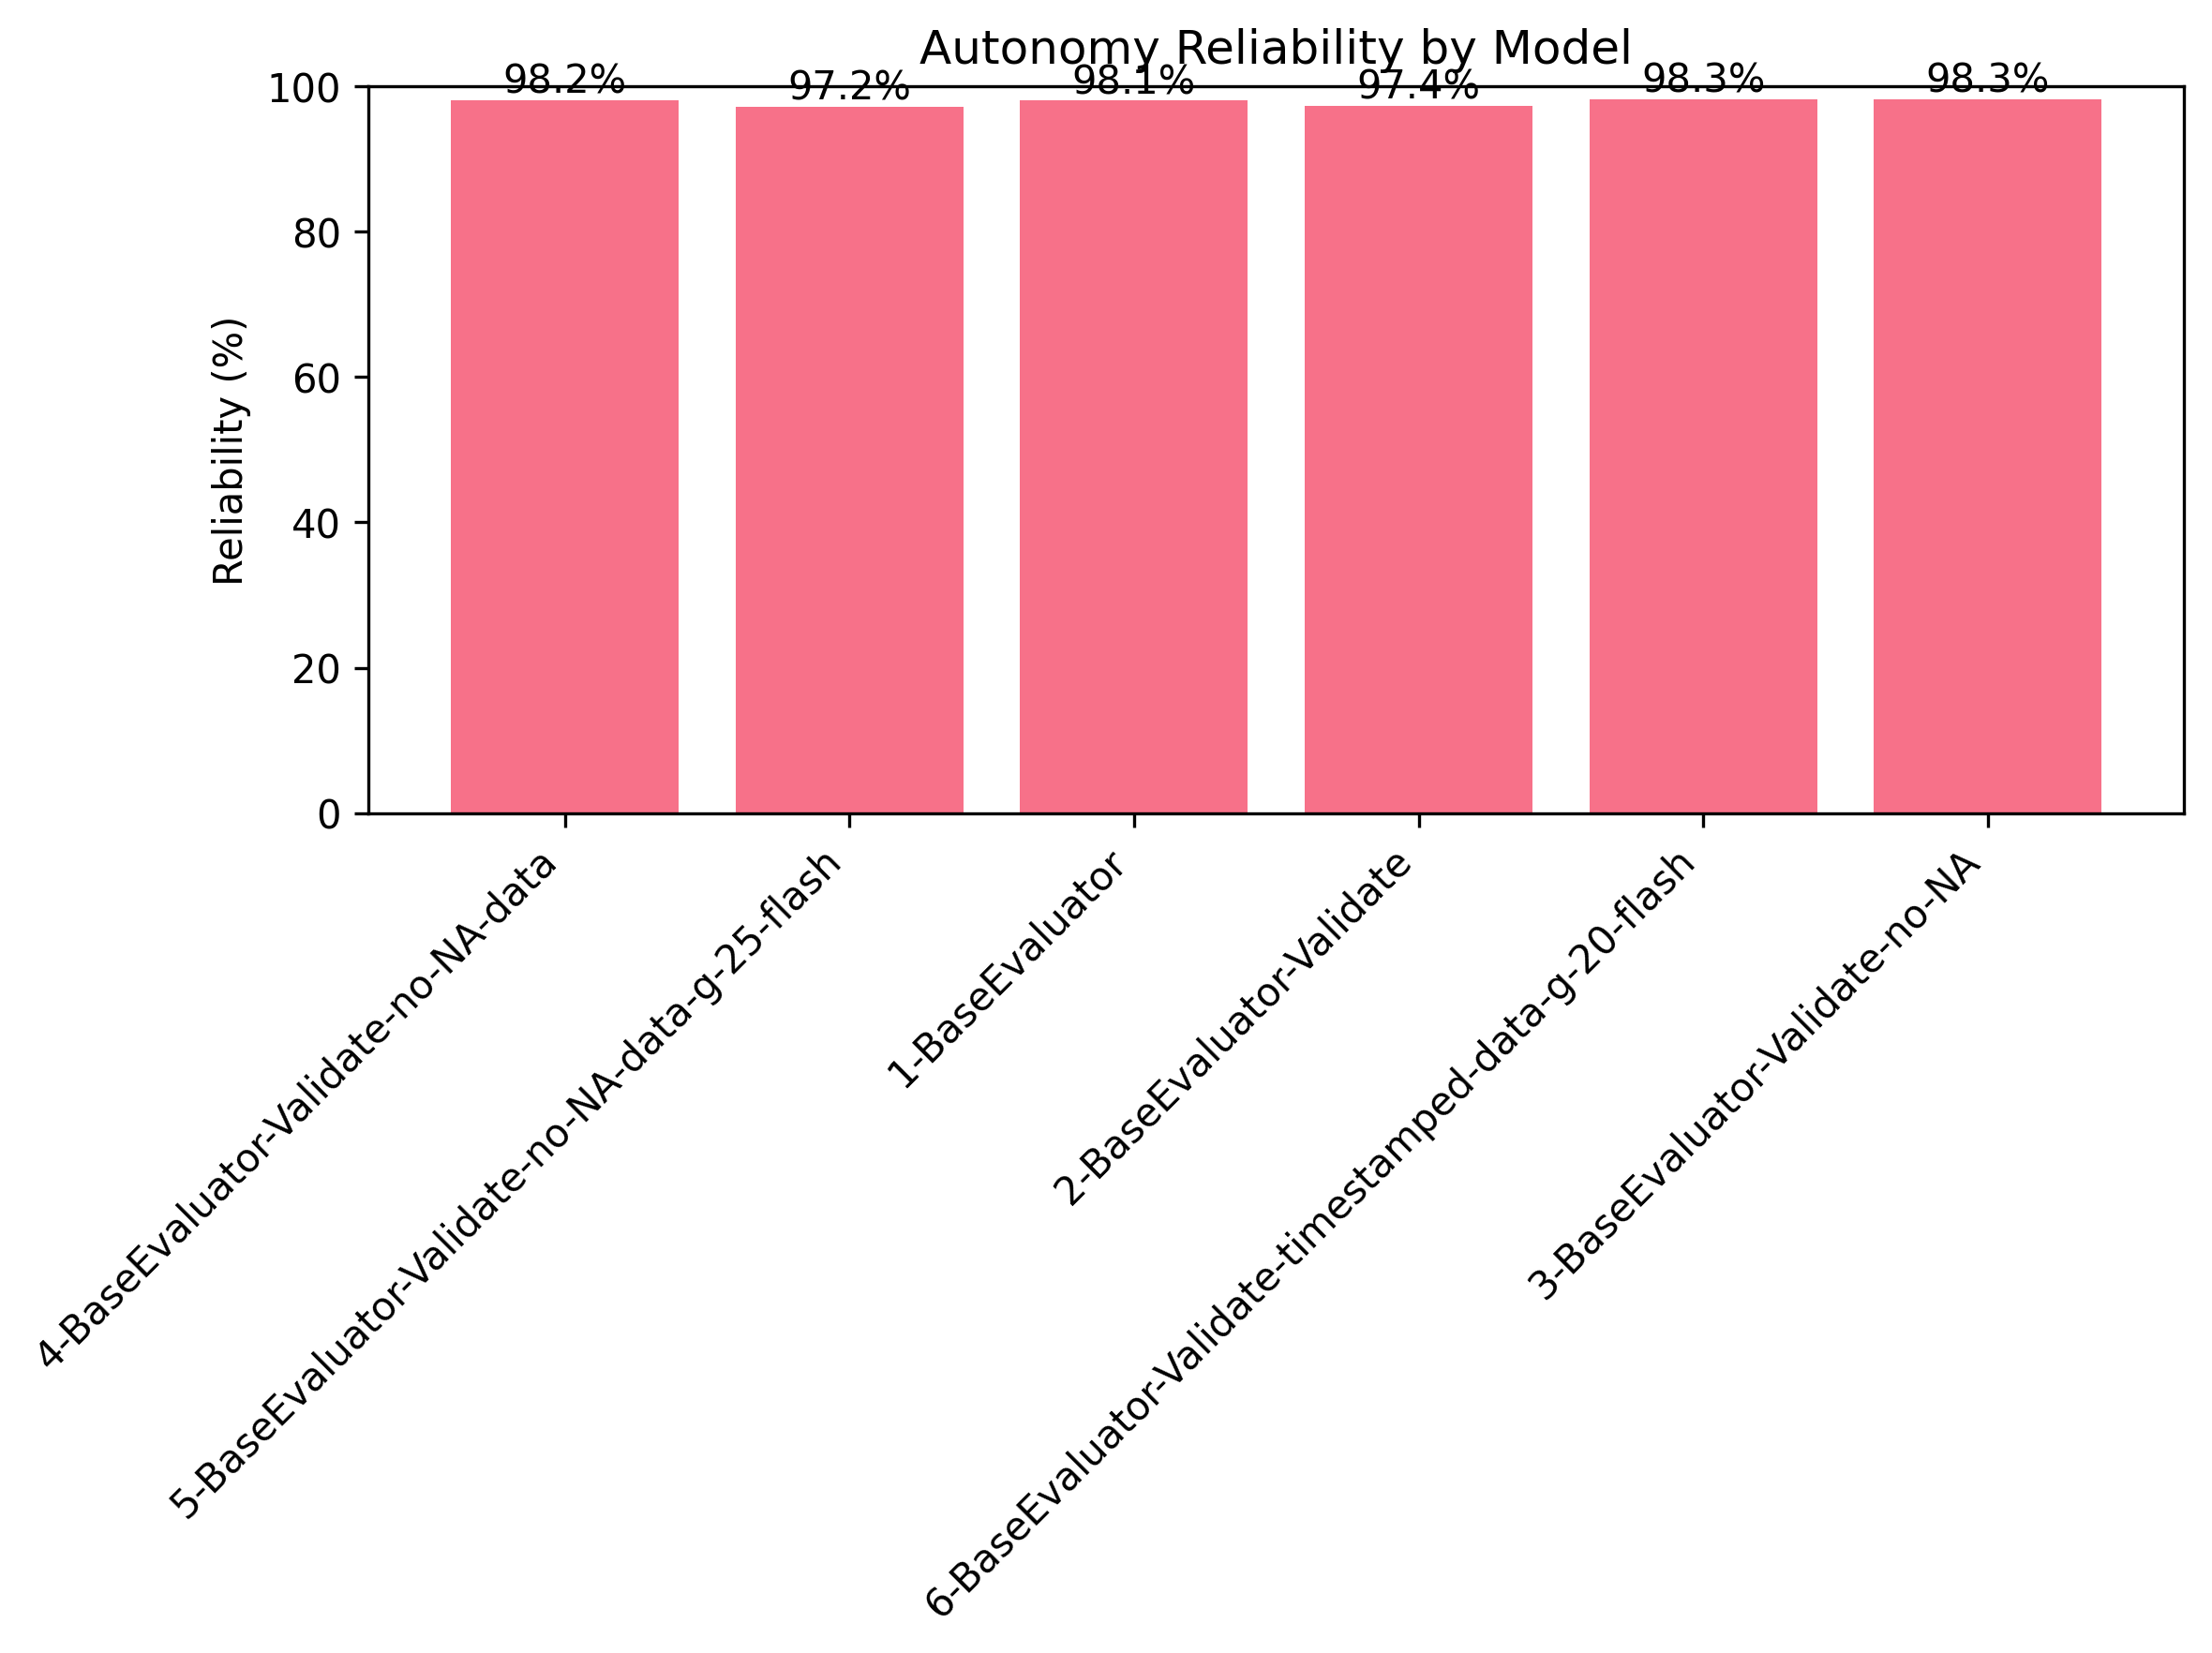 Autonomy Reliability by Model
98.2%
97.2%
98.1%
97.4%
98.3%
98.3%
100
80
60
40
20
0
Reliability (%)
4-BaseEvaluator-Validate-no-NA-data
5-BaseEvaluator-Validate-no-NA-data-g-25-flash
1-BaseEvaluator
2-BaseEvaluator-Validate
6-BaseEvaluator-Validate-timestamped-data-g-20-flash
3-BaseEvaluator-Validate-no-NA